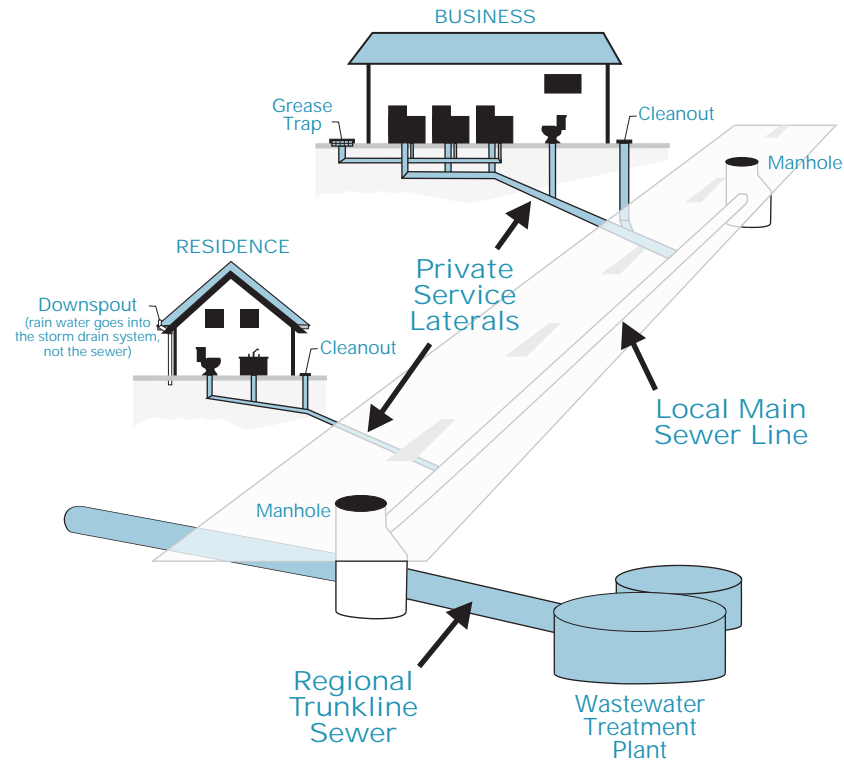 BUSINESS
Grease
Trap
Cleanout
Manhole
RESIDENCE
Private
Service
Laterals
Downspout
(rain water goes into
the storm drain system,
not the sewer)
Cleanout
Local Main
Sewer Line
Manhole
Regional
Trunkline
Sewer
Wastewater
Treatment
Plant